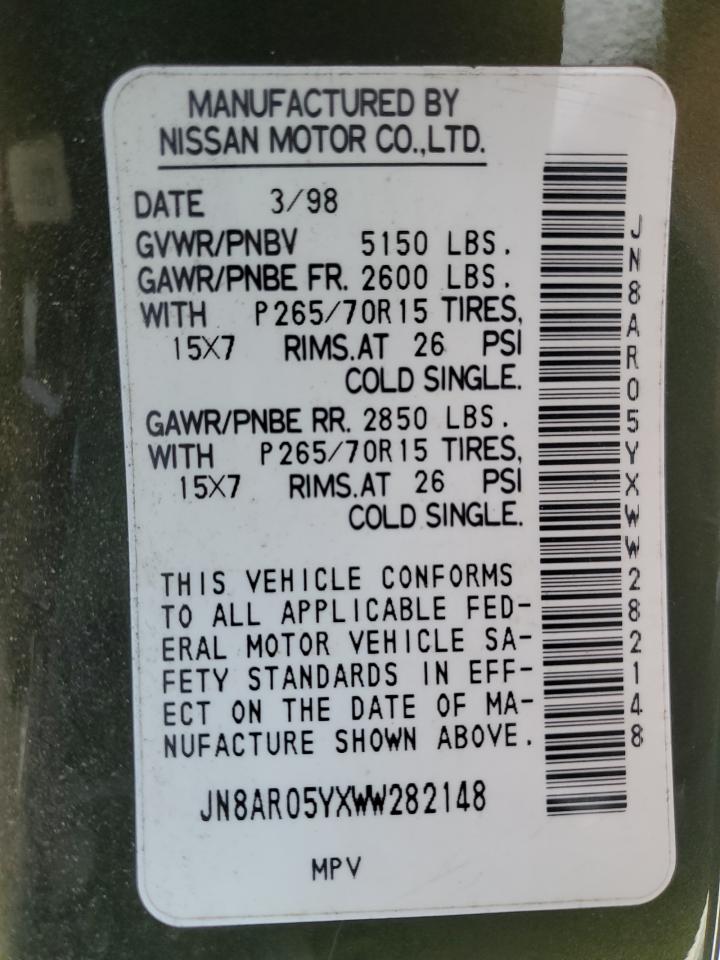 MANUFACTURED BY
NISSAN MOTOR CO.,LTD.
DATE 3/98
GVWR/PNBV 5150 LBS.
GAWR/PNBE FR. 2600 LBS.
WITH P265/70R15 TIRES,
15X7 RIMS.AT 26 PSI
COLD SINGLE.
GAWR/PNBE RR. 2850 LBS.
WITH P265/70R15 TIRES,
15X7 RIMS.AT 26 PSI
COLD SINGLE.
THIS VEHICLE CONFORMS
TO ALL APPLICABLE FED-
ERAL MOTOR VEHICLE SA-
FETY STANDARDS IN EFF-
ECT ON THE DATE OF MA-
NUFACTURE SHOWN ABOVE.
JN8AR05YXWW282148
MPV
JN8AR05YXWW282148